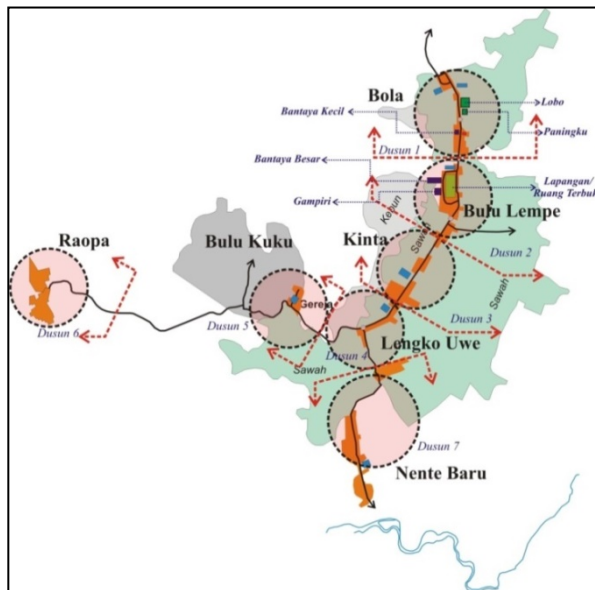 Bola
Lobo
Bantaya Kecil
Paningku
Dusun 1
Bantaya Besar
Lapangan/
Ruang Terbuk
Gampiri
Kebun
Bulu Lempe
Raopa
Bulu Kuku
Kinta
Sawah
Dusun 2
Sawah
Gereja
Dusun 6
Dusun 5
Dusun 3
Dusun 4
Lengko Uwe
Sawah
Dusun 7
Nente Baru